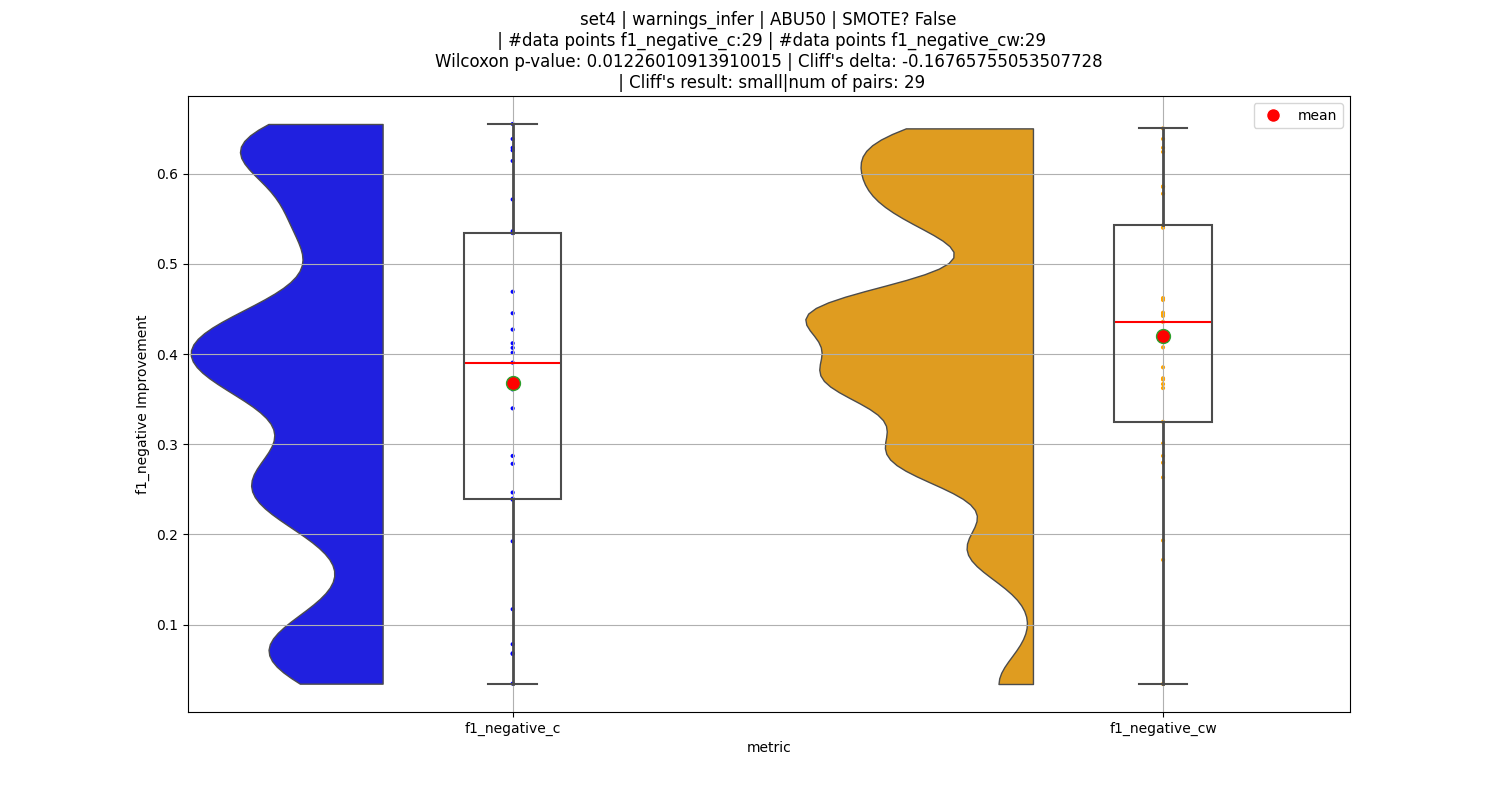 set4 | warnings_infer | ABU50 | SMOTE? False
| #data points f1_negative_c:29 | #data points f1_negative_cw:29
Wilcoxon p-value: 0.01226010913910015 | Cliff's delta: -0.16765755053507728
| Cliff's result: small|num of pairs: 29
mean
0.6
0.5
0.4
0.3
0.2
0.1
f1_negative Improvement
f1_negative_c
f1_negative_cw
metric